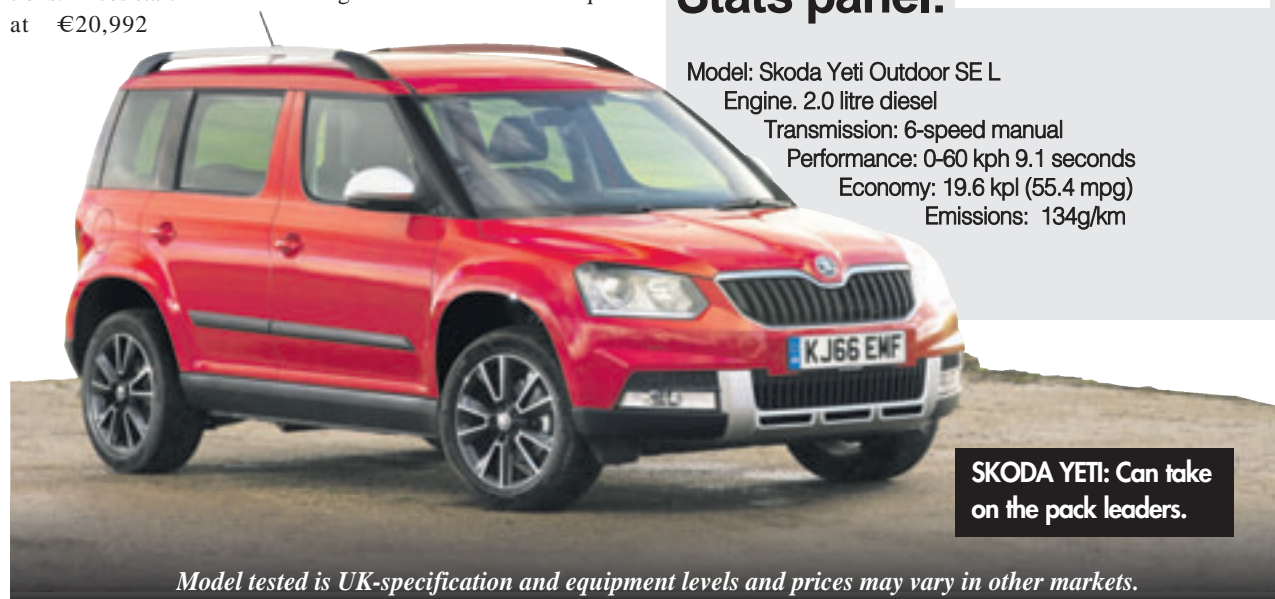 at €20,992
Stats panel:
Model: Skoda Yeti Outdoor SE L
Engine. 2.0 litre diesel
Transmission: 6-speed manual
Performance: 0-60 kph 9.1 seconds
Economy: 19.6 kpl (55.4 mpg)
Emissions: 134g/km
KJ66 EMF
SKODA YETI: Can take
on the pack leaders.
Model tested is UK-specification and equipment levels and prices may vary in other markets.